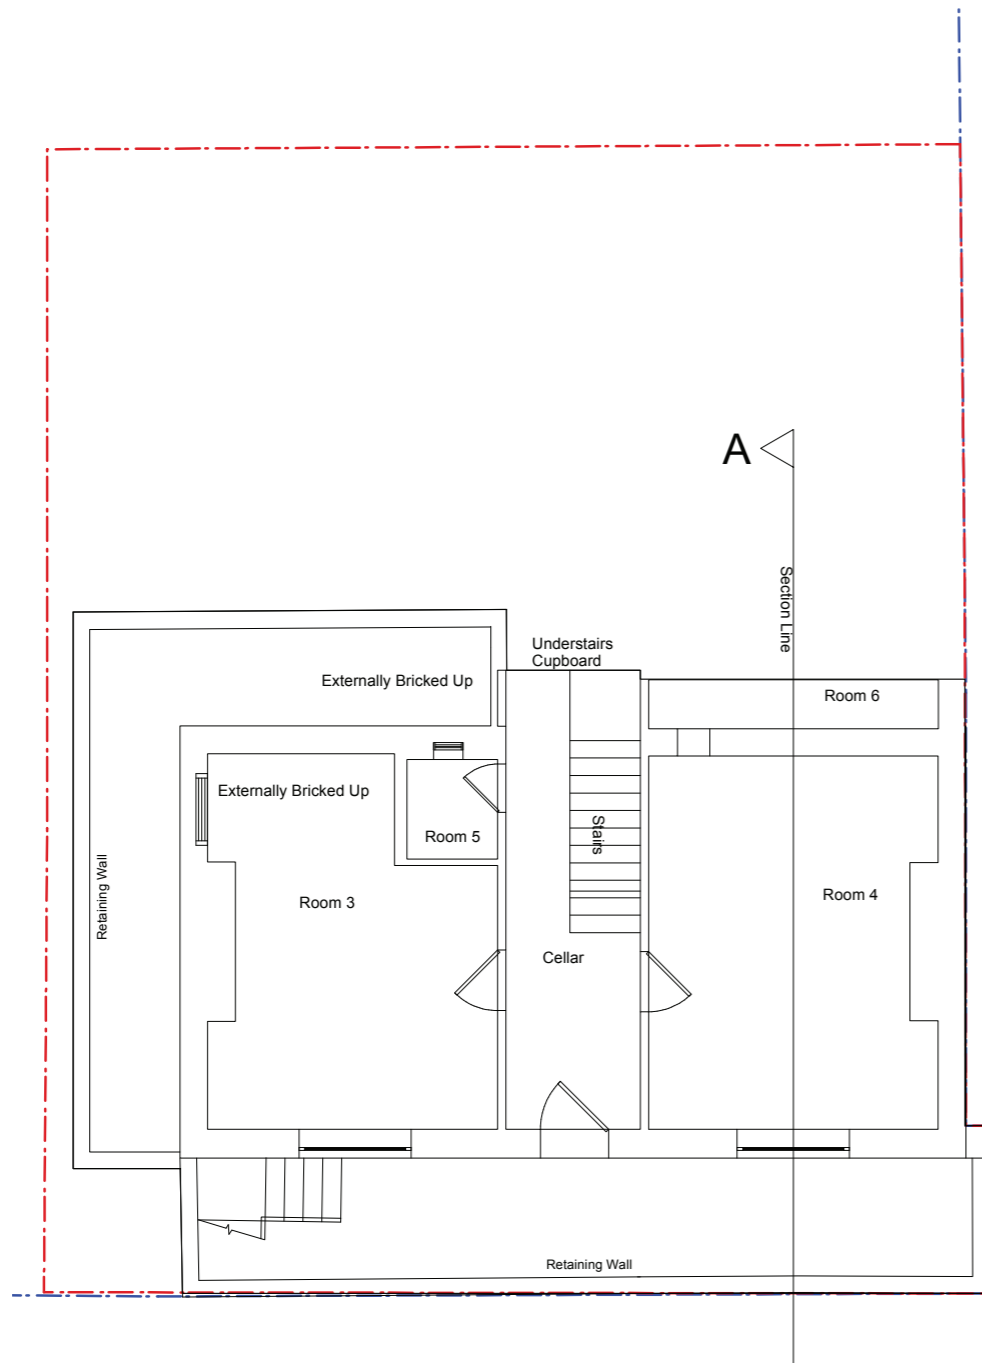 A
Section Line
Understairs
Cupboard
Externally Bricked Up
Room 6
Externally Bricked Up
Room 5
Stairs
Retaining Wall
Room 3
Room 4
Cellar
Retaining Wall